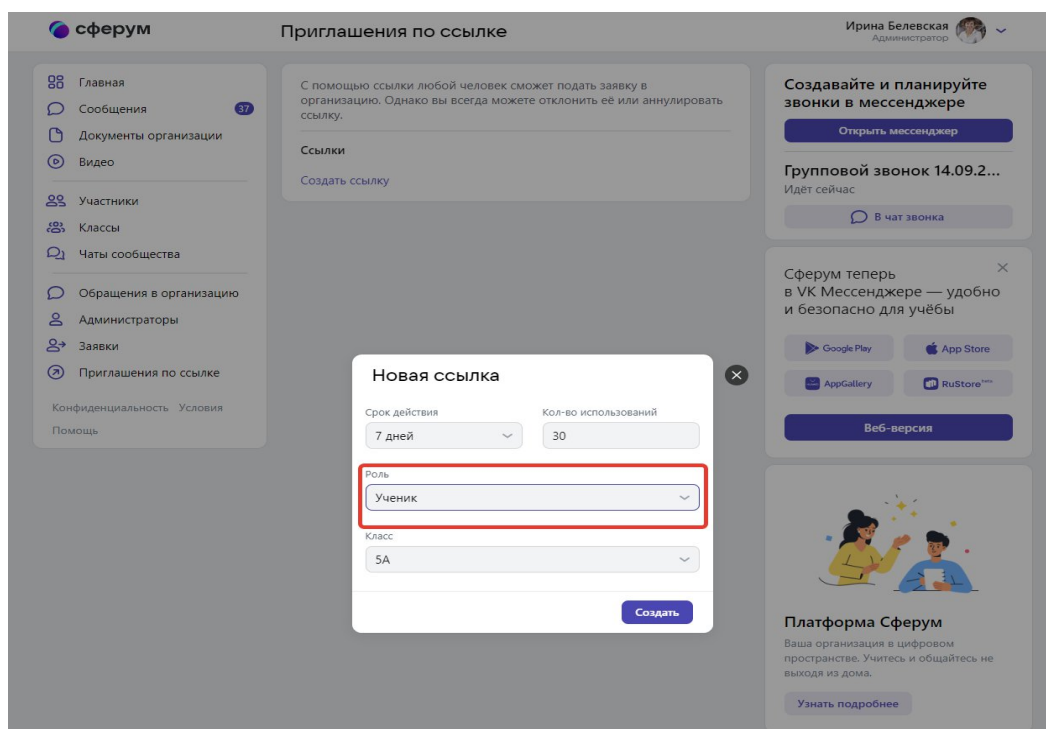 сферум
Приглашения по ссылке
Ирина Белевская
Администратор
Главная
Сообщения 37
Документы организации
Видео
Участники
Классы
Чаты сообщества
Обращения в организацию
Администраторы
Заявки
Приглашения по ссылке
Конфиденциальность Условия
Помощь
С помощью ссылки любой человек сможет подать заявку в
организацию. Однако вы всегда можете отклонить её или аннулировать
ссылку.
Ссылки
Создать ссылку
Новая ссылка
Срок действия Кол-во использований
7 дней 30
Роль
Ученик
Класс
5А
Создать
Создавайте и планируйте
звонки в мессенджере
Открыть мессенджер
Групповой звонок 14.09.2...
Идёт сейчас
В чат звонка
Сферум теперь
в VK Мессенджере — удобно
и безопасно для учёбы
Google Play App Store
AppGallery RuStore
Веб-версия
Платформа Сферум
Ваша организация в цифровом
пространстве. Учитесь и общайтесь не
выходя из дома.
Узнать подробнее